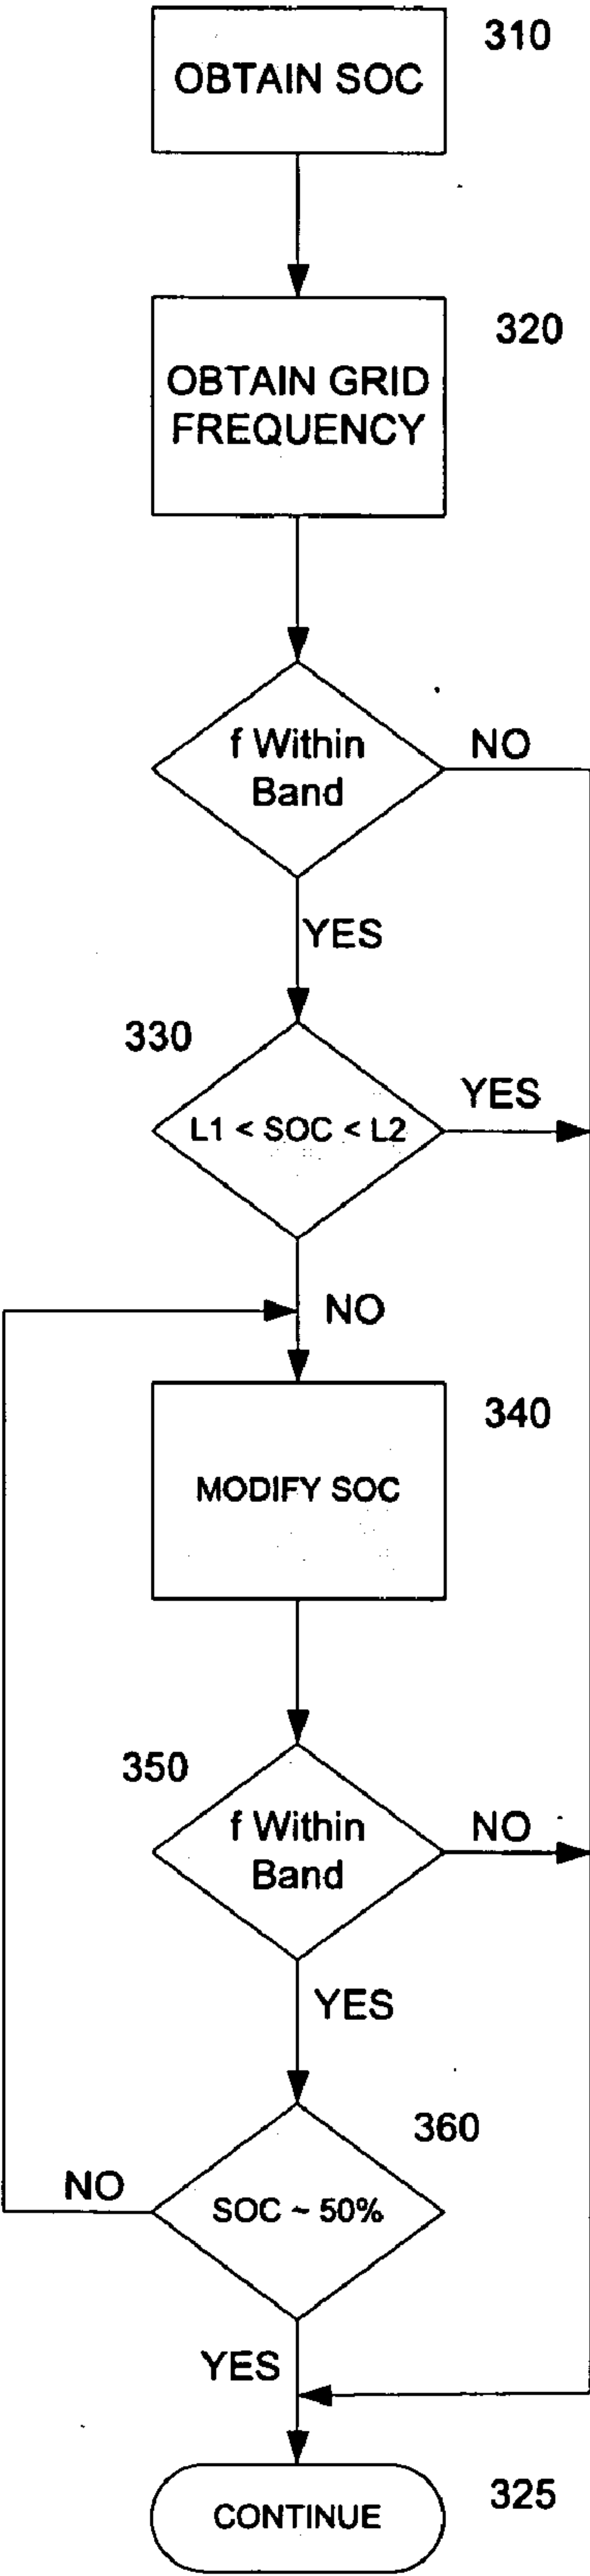 310
OBTAIN SOC
320
OBTAIN GRID
FREQUENCY
f Within
Band
NO
YES
330
L1 < SOC < L2
YES
NO
340
MODIFY SOC
350
f Within
Band
NO
YES
360
SOC ~ 50%
NO
YES
CONTINUE
325